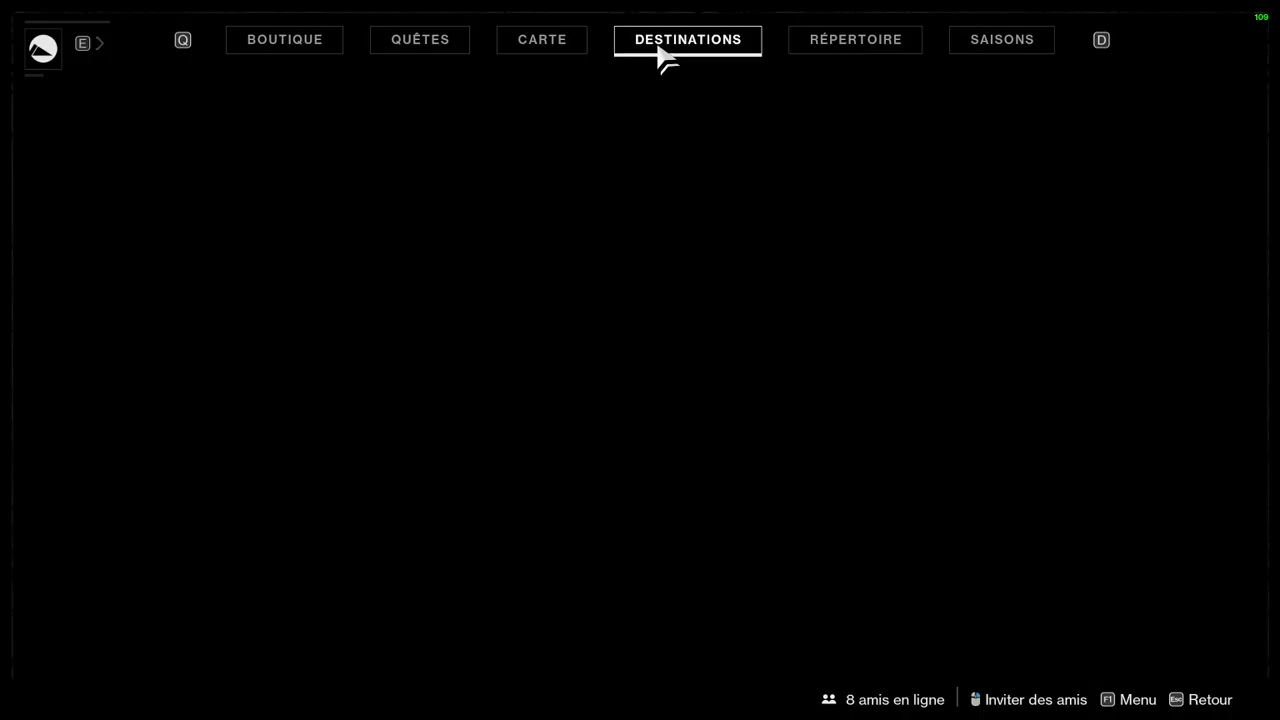 109
E
Q
BOUTIQUE
QUÊTES
CARTE
DESTINATIONS
RÉPERTOIRE
SAISONS
D
8 amis en ligne
Inviter des amis
F1 Menu
Esc Retour